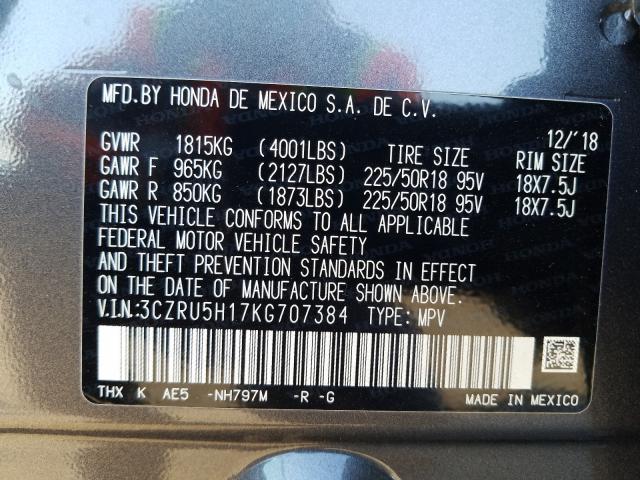 MFD.BY HONDA DE MEXICO S.A. DE C.V.
12/'18
GVWR 1815KG (4001LBS) TIRE SIZE RIM SIZE
GAWR F 965KG (2127LBS) 225/50R18 95V 18X7.5J
GAWR R 850KG (1873LBS) 225/50R18 95V 18X7.5J
THIS VEHICLE CONFORMS TO ALL APPLICABLE
FEDERAL MOTOR VEHICLE SAFETY
AND THEFT PREVENTION STANDARDS IN EFFECT
ON THE DATE OF MANUFACTURE SHOWN ABOVE.
V.I.N:3CZRU5H17KG707384 TYPE: MPV
THX K AE5 -NH797M -R -G MADE IN MEXICO